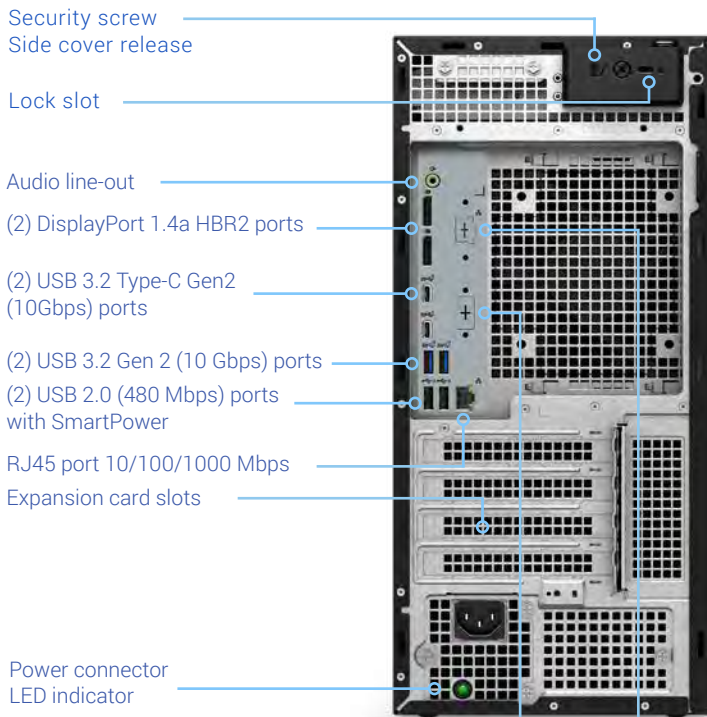 Security screw
Side cover release
Lock slot
Audio line-out
(2) DisplayPort 1.4a HBR2 ports
(2) USB 3.2 Type-C Gen2
(10Gbps) ports
(2) USB 3.2 Gen 2 (10 Gbps) ports
(2) USB 2.0 (480 Mbps) ports
with SmartPower
RJ45 port 10/100/1000 Mbps
Expansion card slots
Power connector
LED indicator